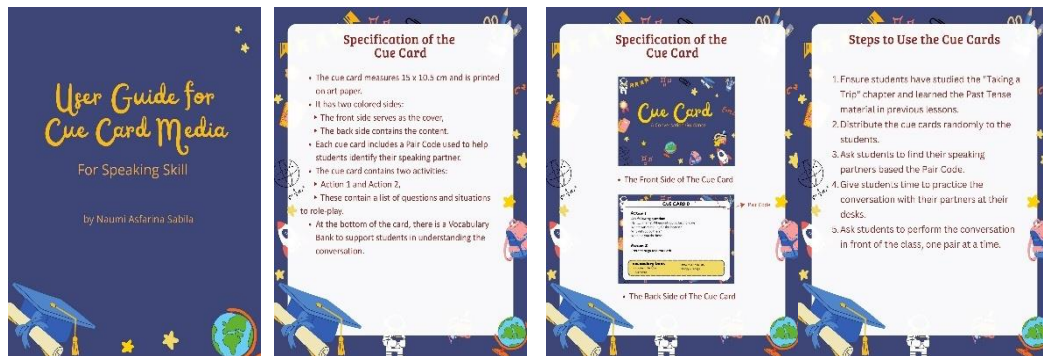 User Guide for
Cue Card Media
For Speaking Skill
by Naumi Asfarina Sabila
Specification of the
Cue Card
• The cue card measures 15 x 10.5 cm and is printed
on art paper.
• It has two colored sides:
‣ The front side serves as the cover,
‣ The back side contains the content.
• Each cue card includes a Pair Code used to help
students identify their speaking partner.
• The cue card contains two activities:
‣ Action 1 and Action 2,
‣ These contain a list of questions and situations
to role-play.
• At the bottom of the card, there is a Vocabulary
Bank to support students in understanding the
conversation.
Specification of the
Cue Card
Cue Card
• The Front Side of The Cue Card
CUE CARD
Pair Code
Action 1
Action 2
Vocabulary Bank
• The Back Side of The Cue Card
Steps to Use the Cue Cards
1. Ensure students have studied the "Taking a
Trip" chapter and learned the Past Tense
material in previous lessons.
2. Distribute the cue cards randomly to the
students.
3. Ask students to find their speaking
partners based the Pair Code.
4. Give students time to practice the
conversation with their partners at their
desks.
5. Ask students to perform the conversation
in front of the class, one pair at a time.